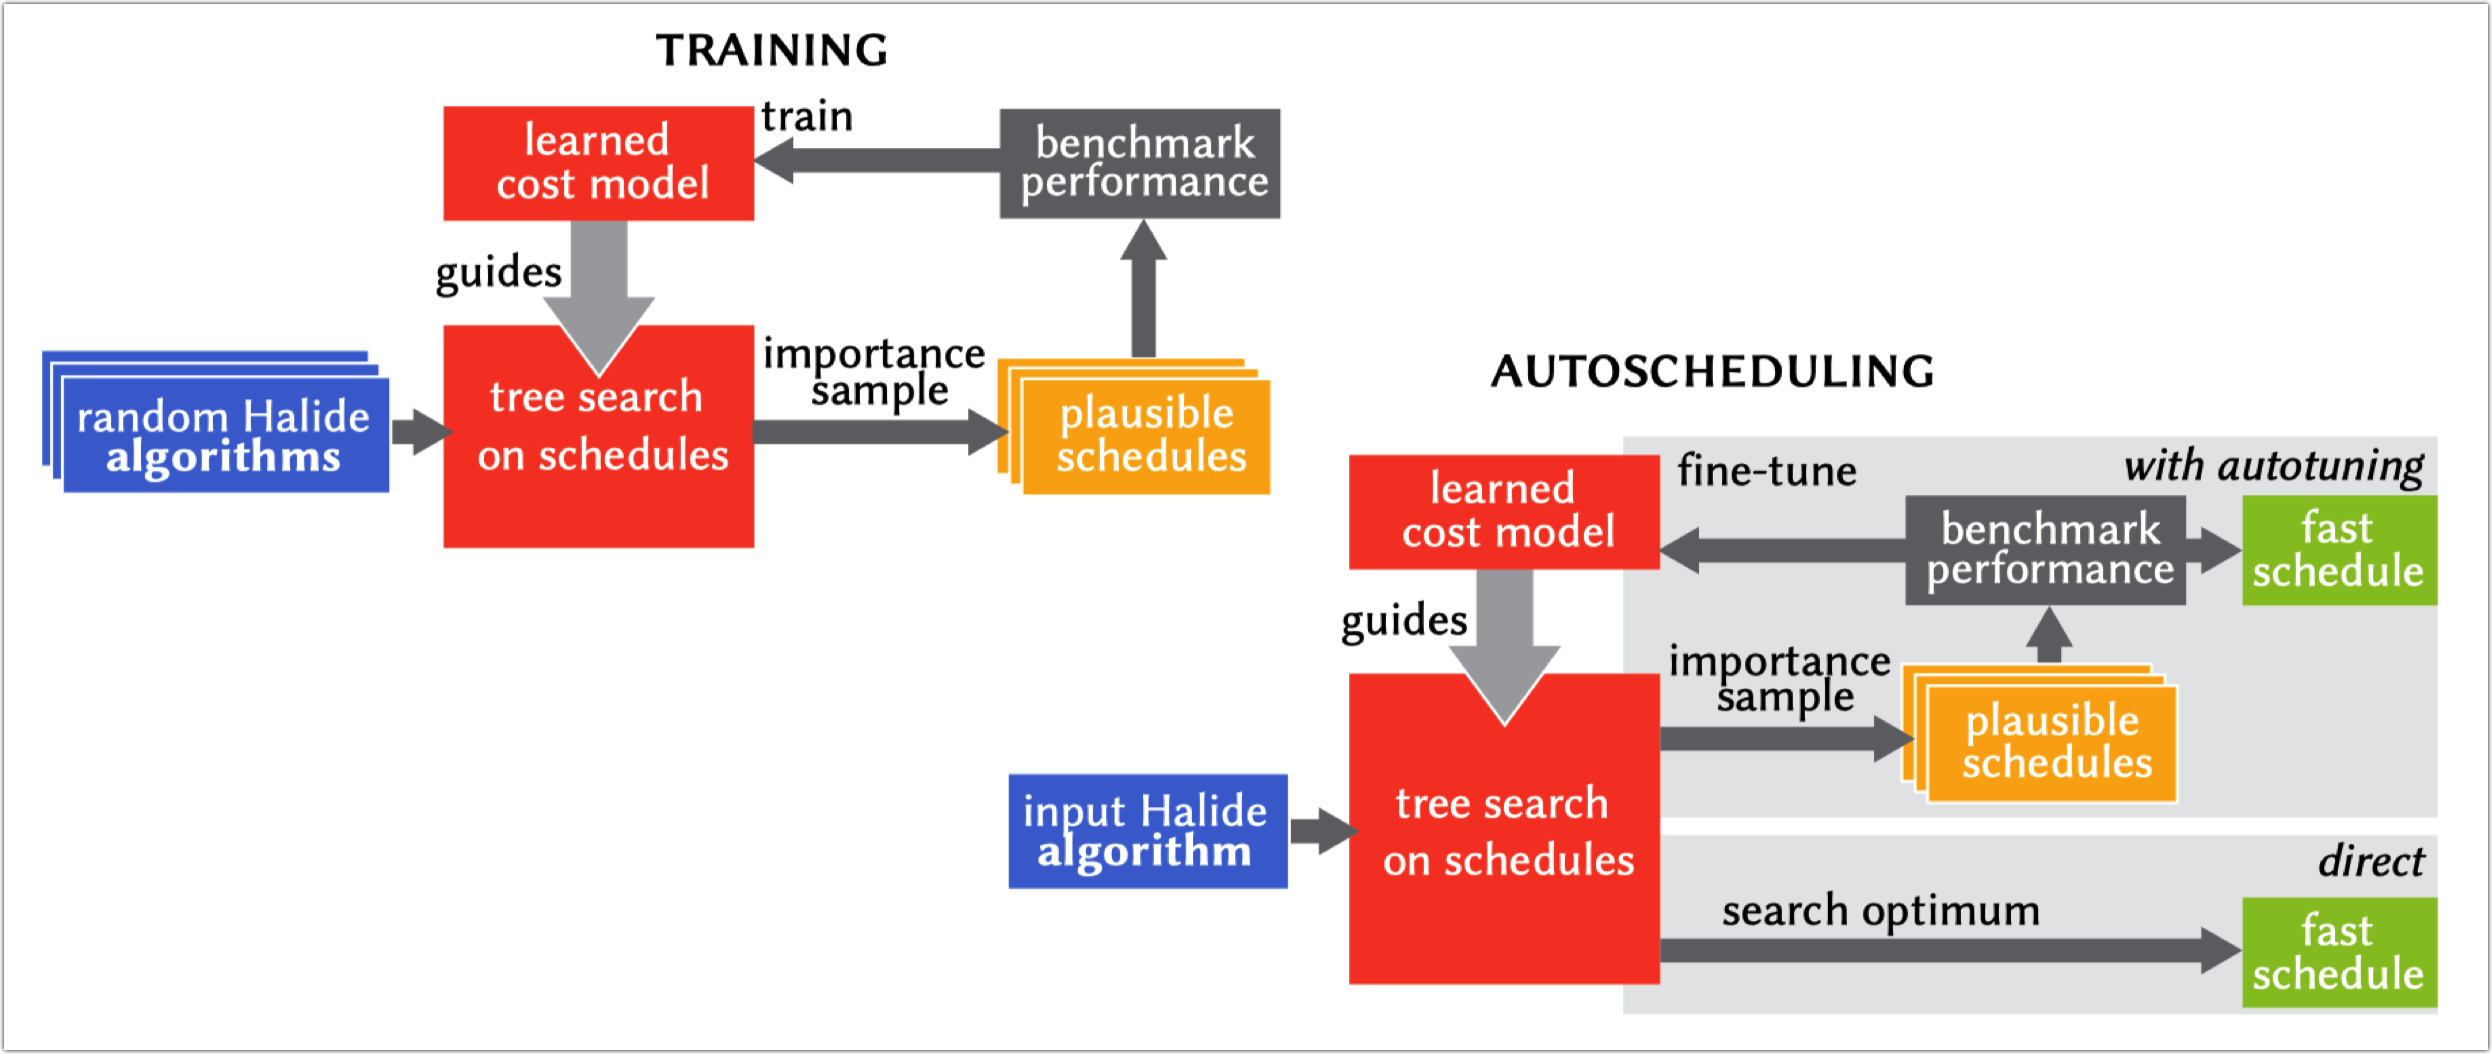 TRAINING
learned
cost model
train
benchmark
performance
guides
random Halide
algorithms
tree search
on schedules
importance
sample
plausible
schedules
AUTOSCHEDULING
with autotuning
learned
cost model
fine-tune
benchmark
performance
fast
schedule
guides
importance
sample
plausible
schedules
input Halide
algorithm
tree search
on schedules
direct
search optimum
fast
schedule